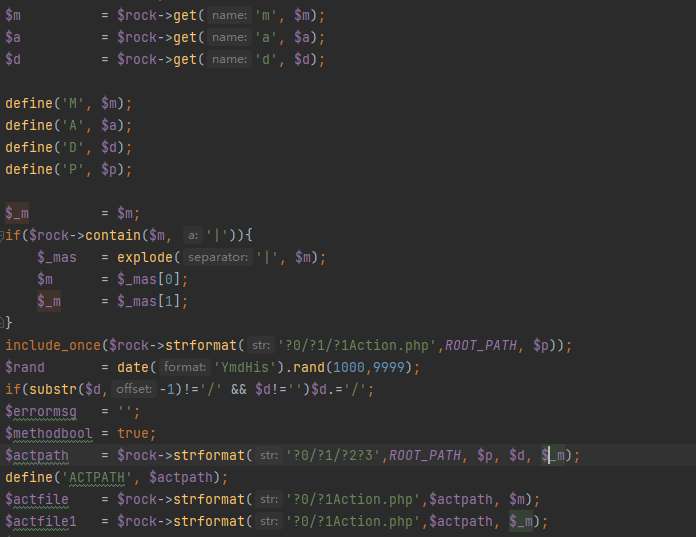 $m = $rock->get( name: 'm', $m);
$a = $rock->get( name: 'a', $a);
$d = $rock->get( name: 'd', $d);
define('M', $m);
define('A', $a);
define('D', $d);
define('P', $p);
$_m = $m;
if($rock->contain($m, a: '|')){
$_mas = explode( separator: '|', $m);
$m = $_mas[0];
$_m = $_mas[1];
}
include_once($rock->strformat( str: '?0/?1/?1Action.php',ROOT_PATH, $p));
$rand = date( format: 'YmdHis').rand(1000,9999);
if(substr($d, offset: -1)!='/' && $d!='')$d.='/';
$errormsg = '';
$methodbool = true;
$actpath = $rock->strformat( str: '?0/?1/?2?3',ROOT_PATH, $p, $d, $_m);
define('ACTPATH', $actpath);
$actfile = $rock->strformat( str: '?0/?1Action.php',$actpath, $m);
$actfile1 = $rock->strformat( str: '?0/?1Action.php',$actpath, $_m);